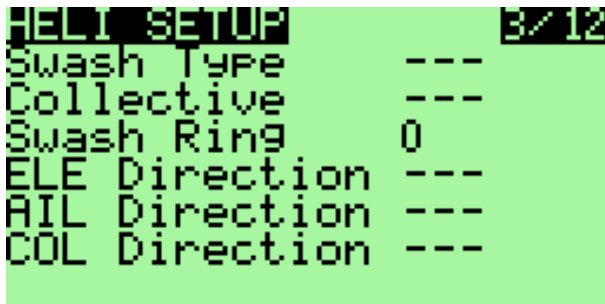 HELI SETUP 3/12
Swash Type ---
Collective ---
Swash Ring 0
ELE Direction ---
AIL Direction ---
COL Direction ---